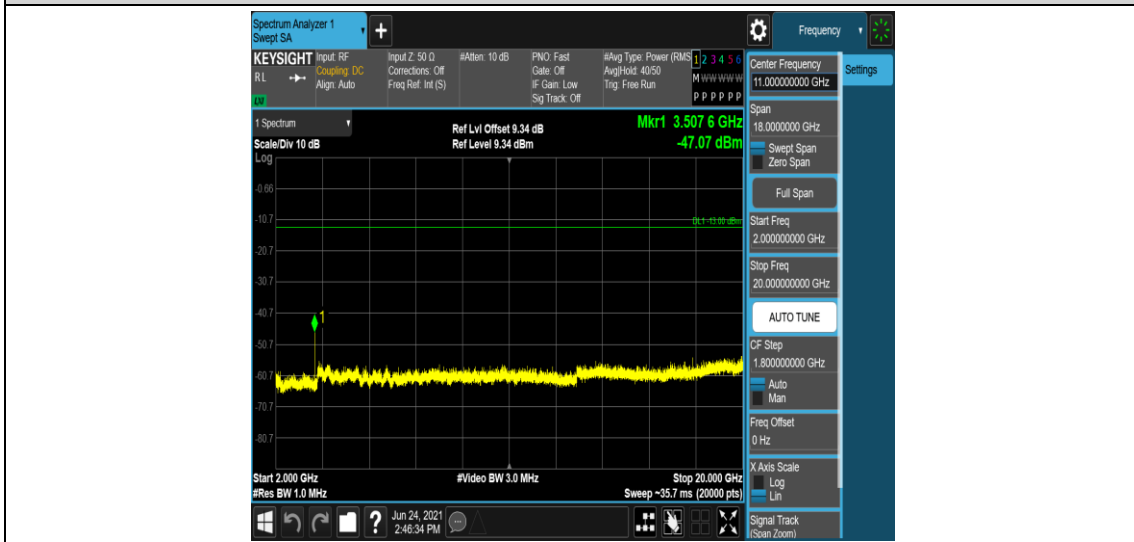 Spectrum Analyzer 1
Swept SA
+
Frequency
KEYSIGHT
RL
LXI
Input: RF
Coupling: DC
Align: Auto
Input Z: 50 Ω
Corrections: Off
Freq Ref: Int (S)
#Atten: 10 dB
PNO: Fast
Gate: Off
IF Gain: Low
Sig Track: Off
#Avg Type: Power (RMS
Avg|Hold: 40/50
Trig: Free Run
1 2 3 4 5 6
M W W W W W
P P P P P P
1 Spectrum
Scale/Div 10 dB
Log
Ref Lvl Offset 9.34 dB
Ref Level 9.34 dBm
Mkr1 3.507 6 GHz
-47.07 dBm
-0.66
-10.7
DL1 -13.00 dBm
-20.7
-30.7
-40.7
1
-50.7
-60.7
-70.7
-80.7
Start 2.000 GHz
#Res BW 1.0 MHz
#Video BW 3.0 MHz
Stop 20.000 GHz
Sweep ~35.7 ms (20000 pts)
?
Jun 24, 2021
2:46:34 PM
Center Frequency
11.000000000 GHz
Settings
Span
18.0000000 GHz
Swept Span
Zero Span
Full Span
Start Freq
2.000000000 GHz
Stop Freq
20.000000000 GHz
AUTO TUNE
CF Step
1.800000000 GHz
Auto
Man
Freq Offset
0 Hz
X Axis Scale
Log
Lin
Signal Track
(Span Zoom)